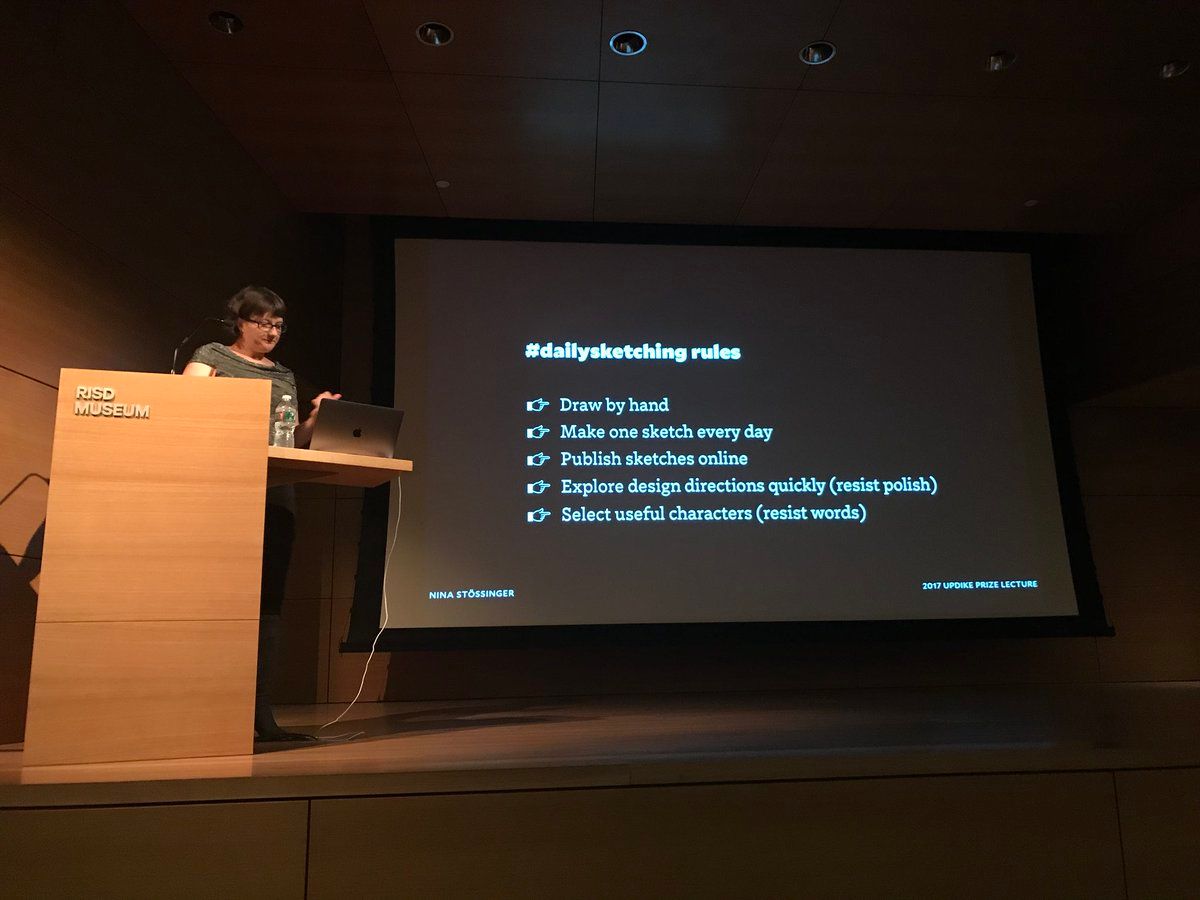 RISD
MUSEUM
#dailysketching rules
☞ Draw by hand
☞ Make one sketch every day
☞ Publish sketches online
☞ Explore design directions quickly (resist polish)
☞ Select useful characters (resist words)
NINA STÖSSINGER
2017 UPDIKE PRIZE LECTURE